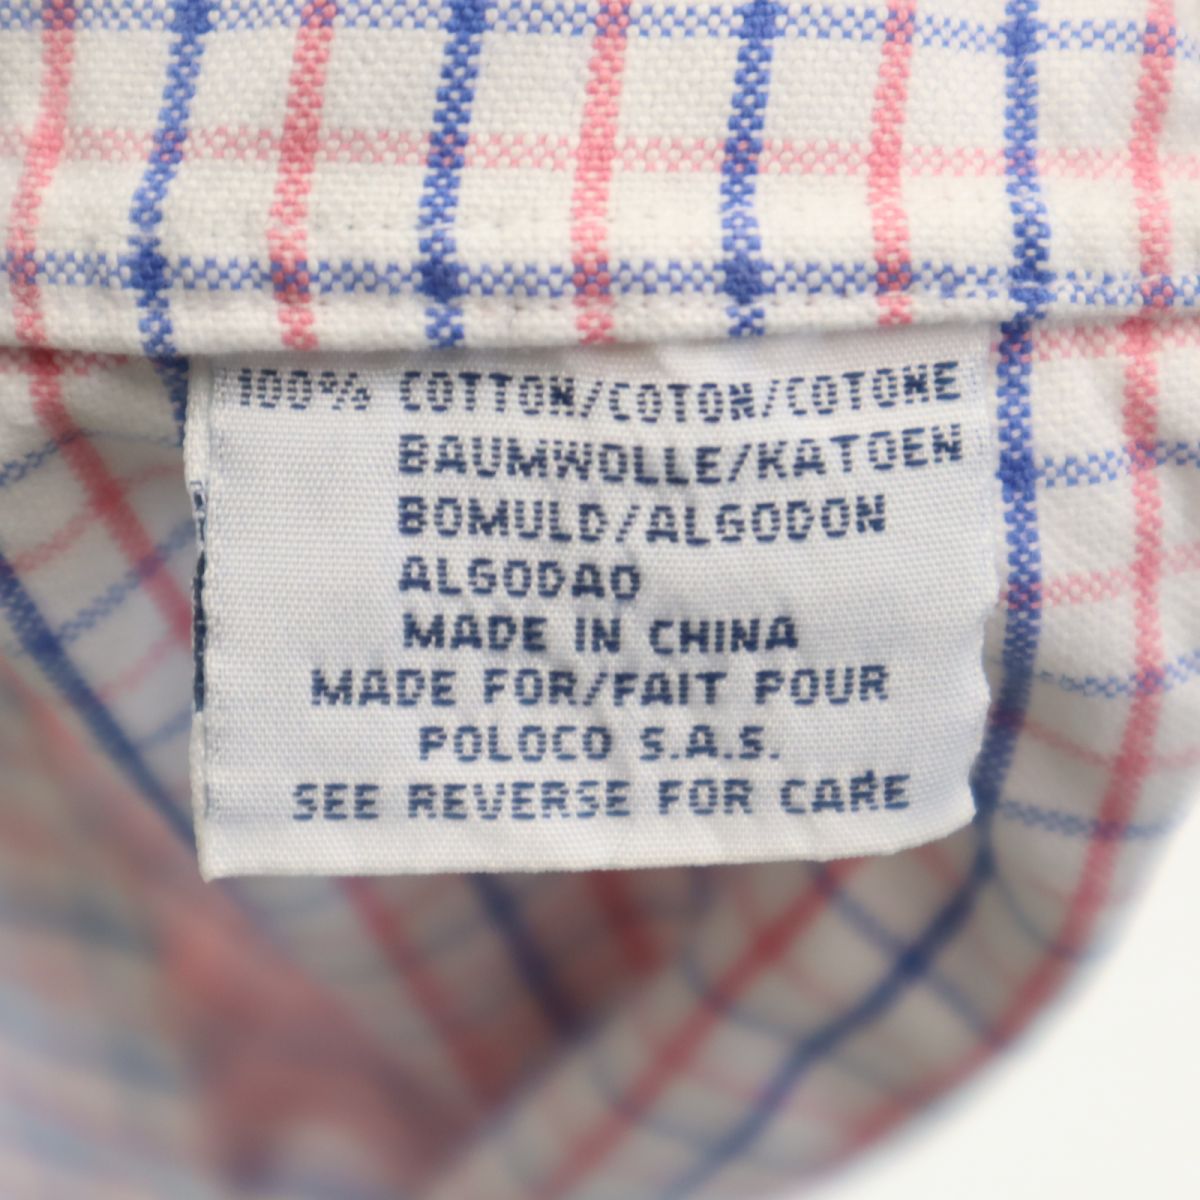 100% COTTON/COTON/COTONE
BAUMWOLLE/KATOEN
BOMULD/ALGODON
ALGODAO
MADE IN CHINA
MADE FOR/FAIT POUR
POLOCO S.A.S.
SEE REVERSE FOR CARE